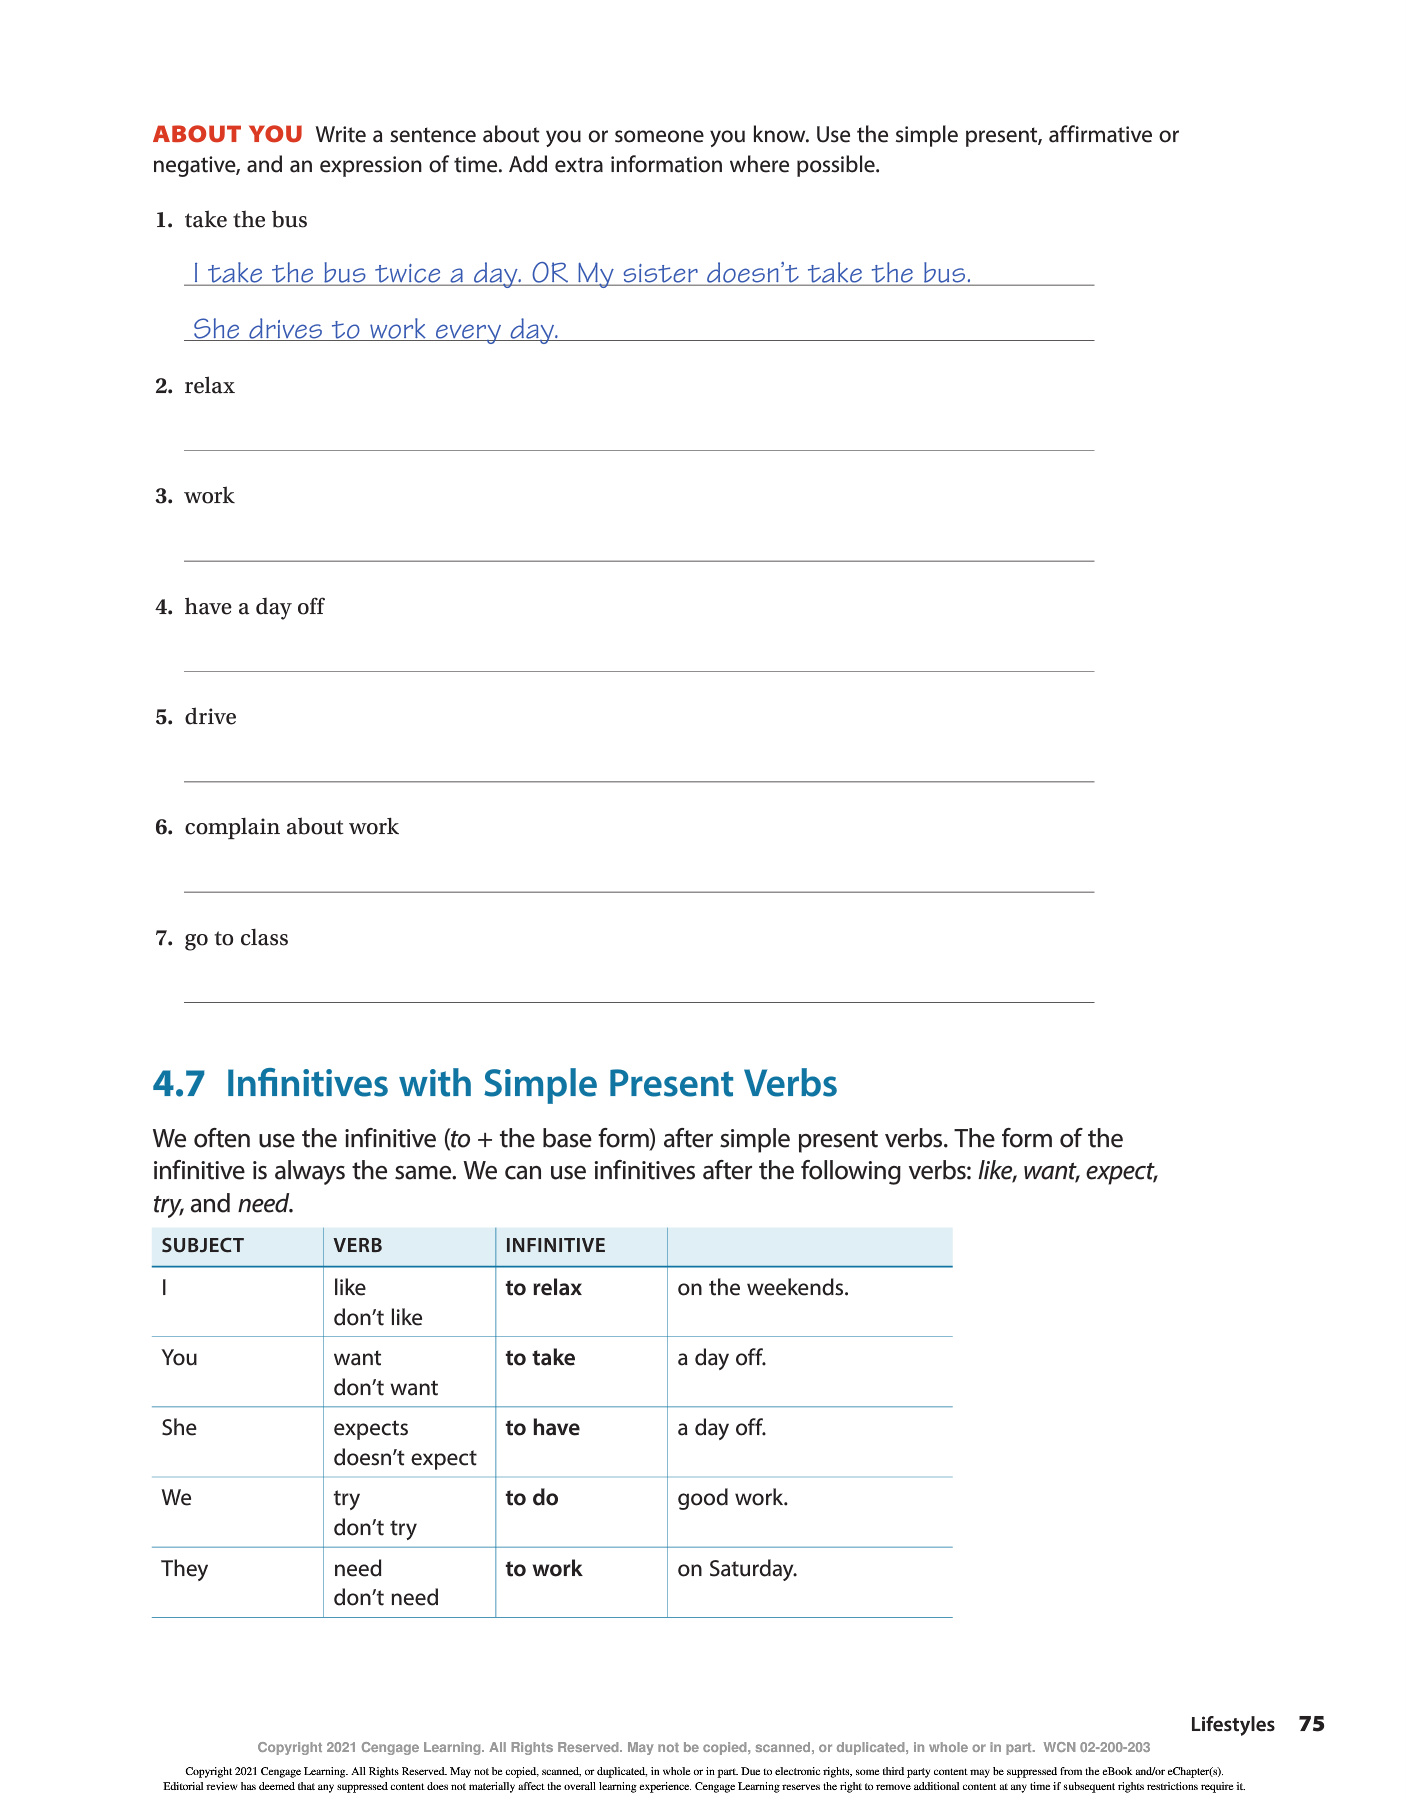 ABOUT YOU Write a sentence about you or someone you know. Use the simple present, affirmative or
negative, and an expression of time. Add extra information where possible.
1. take the bus
I take the bus twice a day. OR My sister doesn't take the bus.
She drives to work every day.
2. relax
3. work
4. have a day off
5. drive
6. complain about work
7. go to class
4.7 Infinitives with Simple Present Verbs
We often use the infinitive (to + the base form) after simple present verbs. The form of the
infinitive is always the same. We can use infinitives after the following verbs: like, want, expect,
try, and need.
SUBJECT VERB INFINITIVE
I like to relax on the weekends.
don't like
You want to take a day off.
don't want
She expects to have a day off.
doesn't expect
We try to do good work.
don't try
They need to work on Saturday.
don't need
Lifestyles 75
Copyright 2021 Cengage Learning. All Rights Reserved. May not be copied, scanned, or duplicated, in whole or in part. WCN 02-200-203
Copyright 2021 Cengage Learning. All Rights Reserved. May not be copied, scanned, or duplicated, in whole or in part. Due to electronic rights, some third party content may be suppressed from the eBook and/or eChapter(s).
Editorial review has deemed that any suppressed content does not materially affect the overall learning experience. Cengage Learning reserves the right to remove additional content at any time if subsequent rights restrictions require it.